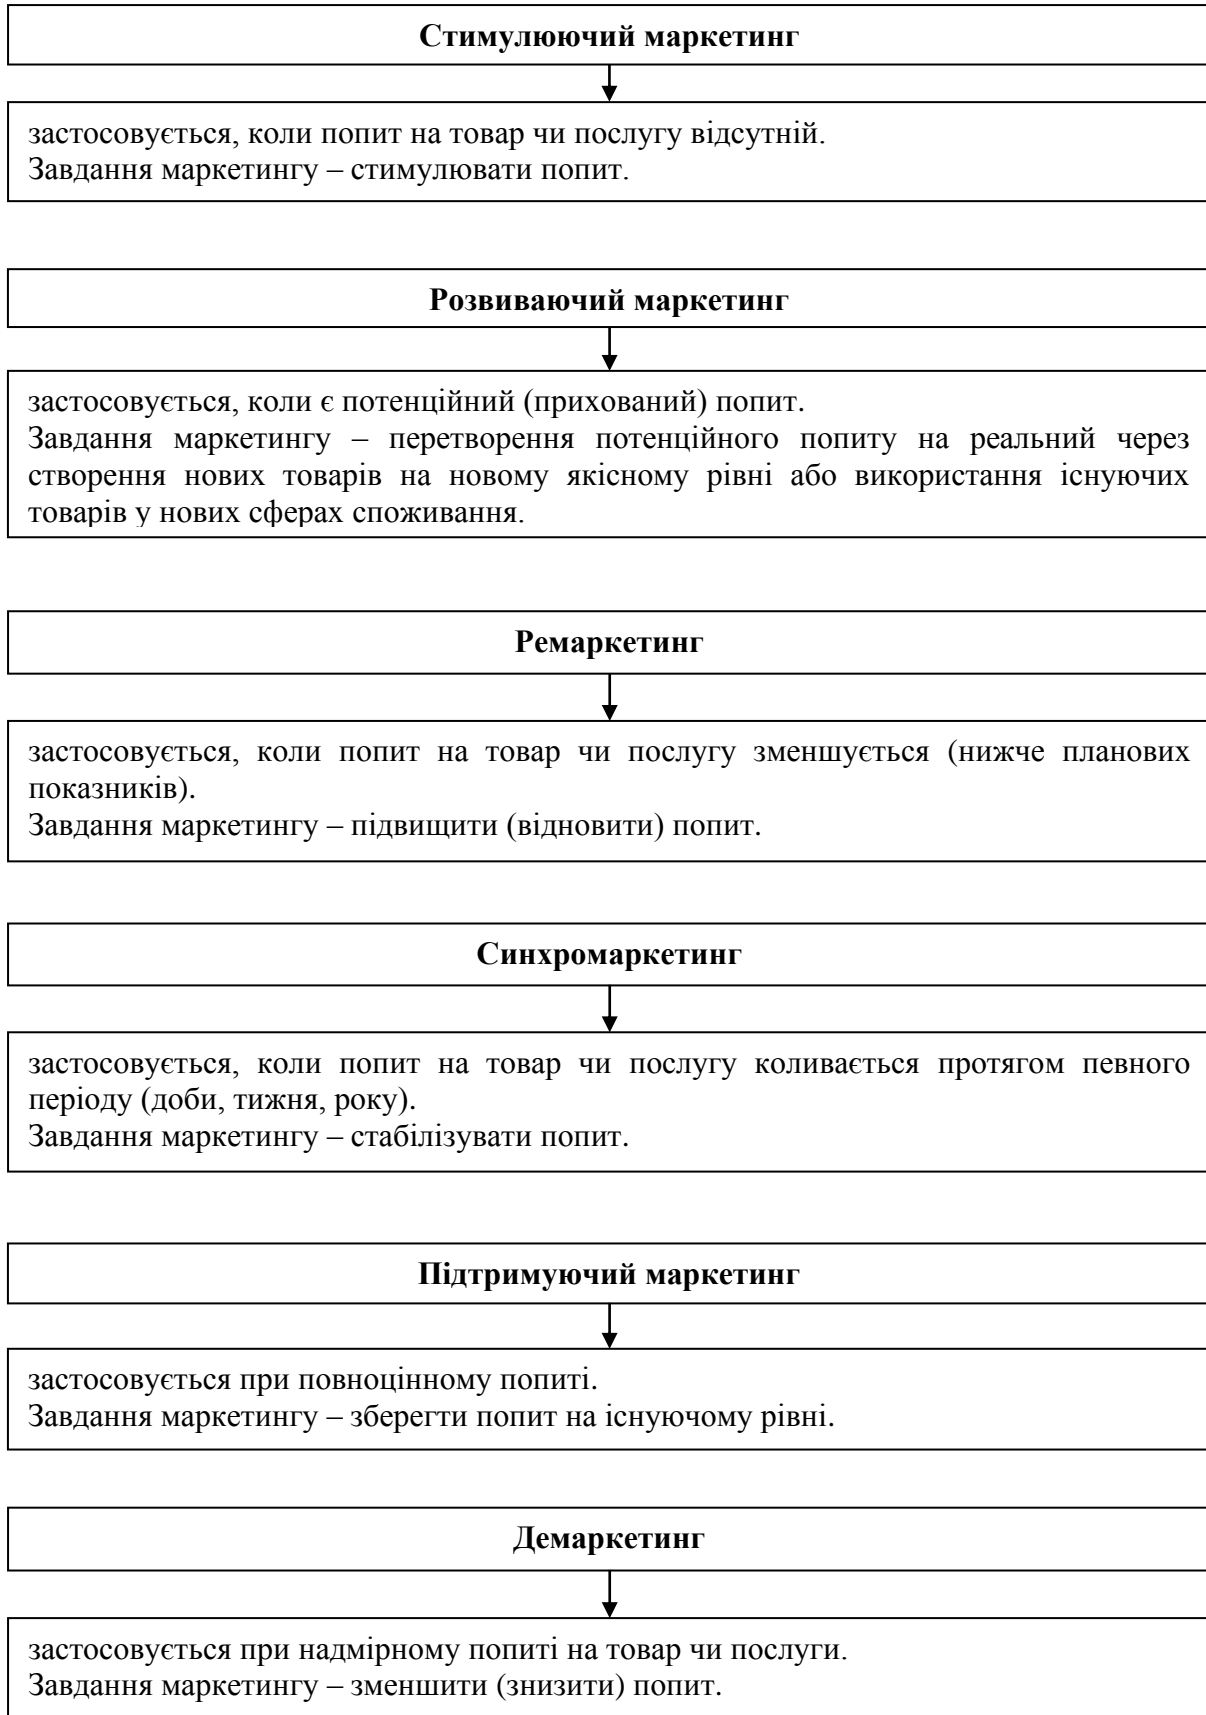 Стимулюючий маркетинг
застосовується, коли попит на товар чи послугу відсутній.
Завдання маркетингу – стимулювати попит.
Розвиваючий маркетинг
застосовується, коли є потенційний (прихований) попит.
Завдання маркетингу – перетворення потенційного попиту на реальний через
створення нових товарів на новому якісному рівні або використання існуючих
товарів у нових сферах споживання.
Ремаркетинг
застосовується, коли попит на товар чи послугу зменшується (нижче планових
показників).
Завдання маркетингу – підвищити (відновити) попит.
Синхромаркетинг
застосовується, коли попит на товар чи послугу коливається протягом певного
періоду (доби, тижня, року).
Завдання маркетингу – стабілізувати попит.
Підтримуючий маркетинг
застосовується при повноцінному попиті.
Завдання маркетингу – зберегти попит на існуючому рівні.
Демаркетинг
застосовується при надмірному попиті на товар чи послуги.
Завдання маркетингу – зменшити (знизити) попит.